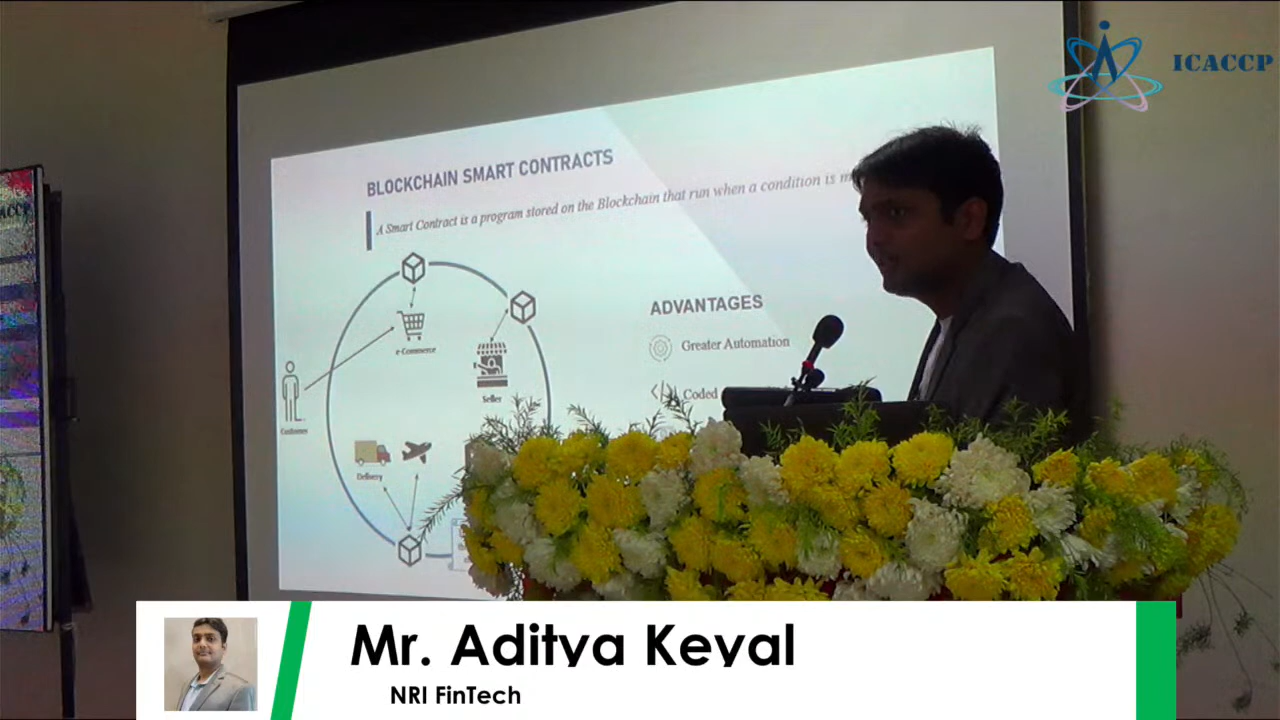 ICACCP
BLOCKCHAIN SMART CONTRACTS
A Smart Contract is a program stored on the Blockchain that run when a condition is
ADVANTAGES
e-Commerce
Greater Automation
Seller
Coded
Customer
Delivery
Mr. Aditya Keyal
NRI FinTech